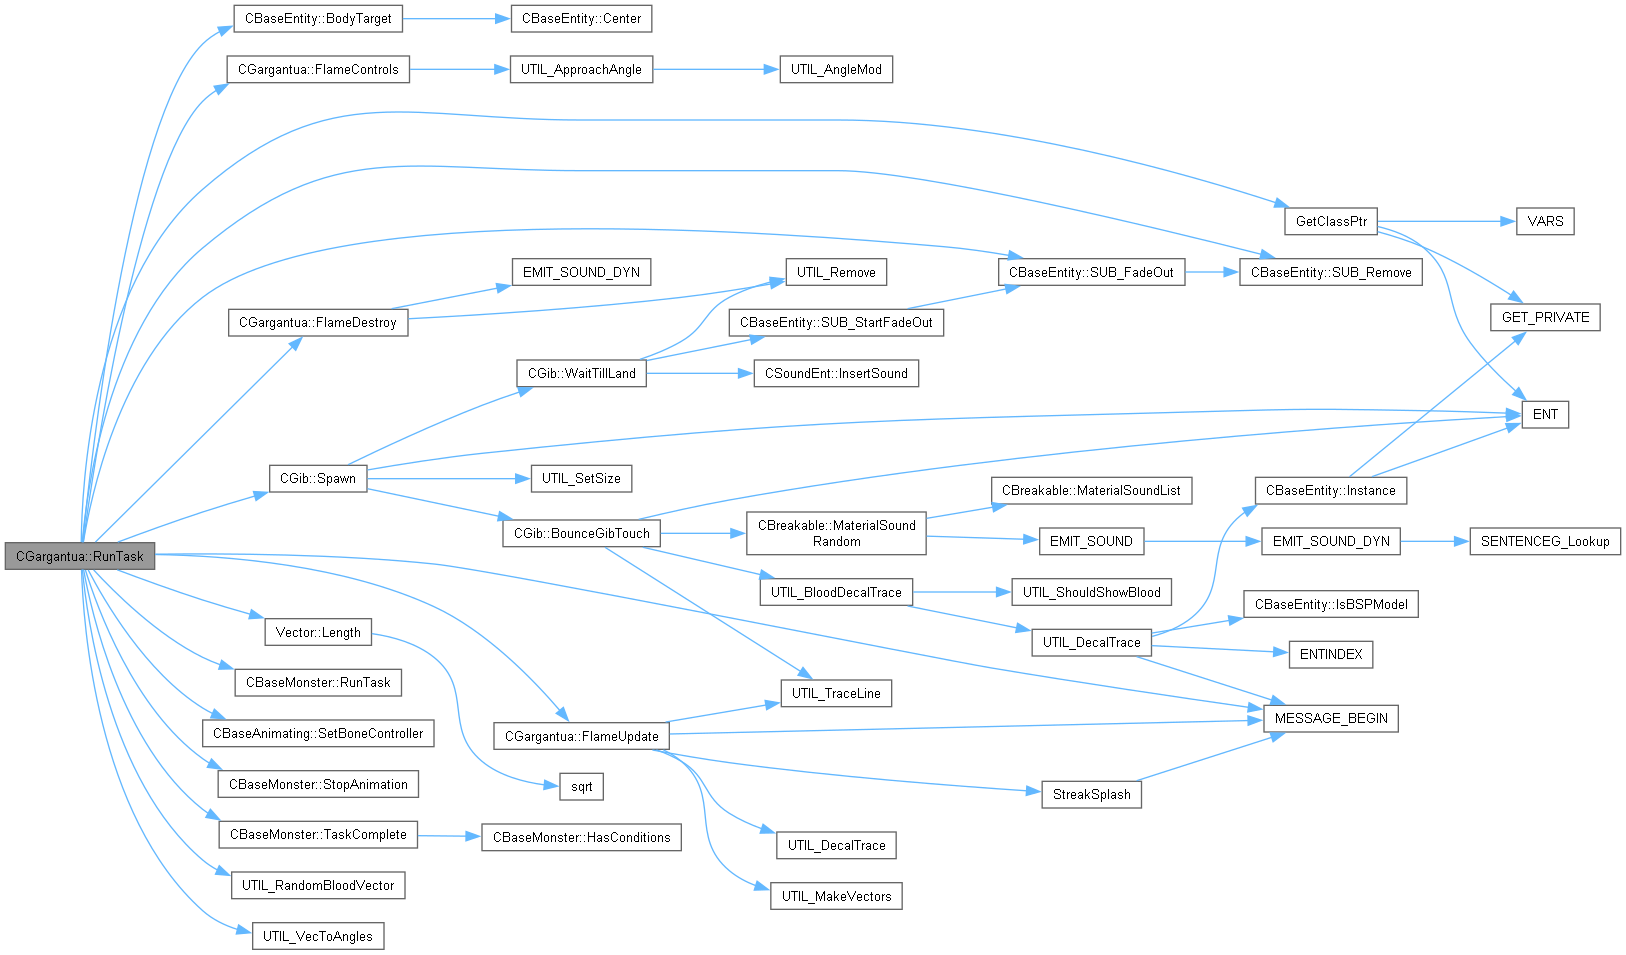 CBaseEntity::BodyTarget
CBaseEntity::Center
CGargantua::FlameControls
UTIL_ApproachAngle
UTIL_AngleMod
GetClassPtr
VARS
EMIT_SOUND_DYN
UTIL_Remove
CBaseEntity::SUB_FadeOut
CBaseEntity::SUB_Remove
CGargantua::FlameDestroy
CBaseEntity::SUB_StartFadeOut
GET_PRIVATE
CGib::WaitTillLand
CSoundEnt::InsertSound
ENT
CGib::Spawn
UTIL_SetSize
CBreakable::MaterialSoundList
CBaseEntity::Instance
CGib::BounceGibTouch
CBreakable::MaterialSound
Random
EMIT_SOUND
EMIT_SOUND_DYN
SENTENCEG_Lookup
CGargantua::RunTask
UTIL_BloodDecalTrace
UTIL_ShouldShowBlood
CBaseEntity::IsBSPModel
Vector::Length
UTIL_DecalTrace
ENTINDEX
CBaseMonster::RunTask
UTIL_TraceLine
MESSAGE_BEGIN
CBaseAnimating::SetBoneController
CGargantua::FlameUpdate
CBaseMonster::StopAnimation
sqrt
StreakSplash
CBaseMonster::TaskComplete
CBaseMonster::HasConditions
UTIL_DecalTrace
UTIL_RandomBloodVector
UTIL_MakeVectors
UTIL_VecToAngles